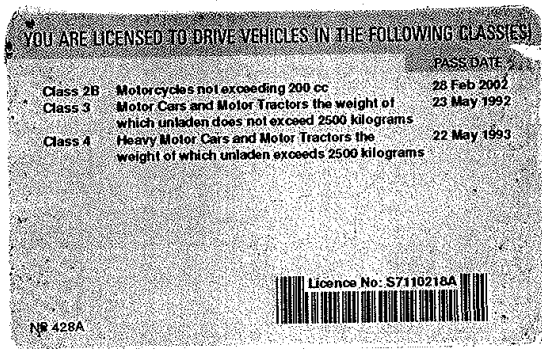 YOU ARE LICENSED TO DRIVE VEHICLES IN THE FOLLOWING CLASS(ES)
PASS DATE
Class 2B Motorcycles not exceeding 200 cc 28 Feb 2002
Class 3 Motor Cars and Motor Tractors the weight of 23 May 1992
which unladen does not exceed 2500 kilograms
Class 4 Heavy Motor Cars and Motor Tractors the 22 May 1993
weight of which unladen exceeds 2500 kilograms
Licence No: S7110218A
NP 428A